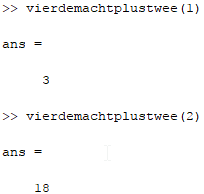 >> vierdemachtplustwee(1)
ans =
3
>> vierdemachtplustwee(2)
ans =
18